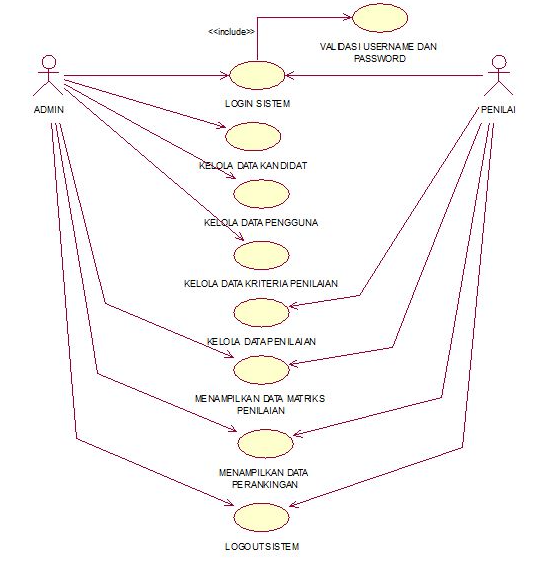 <<include>>
VALIDASI USERNAME DAN
PASSWORD
ADMIN
LOGIN SISTEM
PENILAI
KELOLA DATA KANDIDAT
KELOLA DATA PENGGUNA
KELOLA DATA KRITERIA PENILAIAN
KELOLA DATA PENILAIAN
MENAMPILKAN DATA MATRIKS
PENILAIAN
MENAMPILKAN DATA
PERANKINGAN
LOGOUT SISTEM